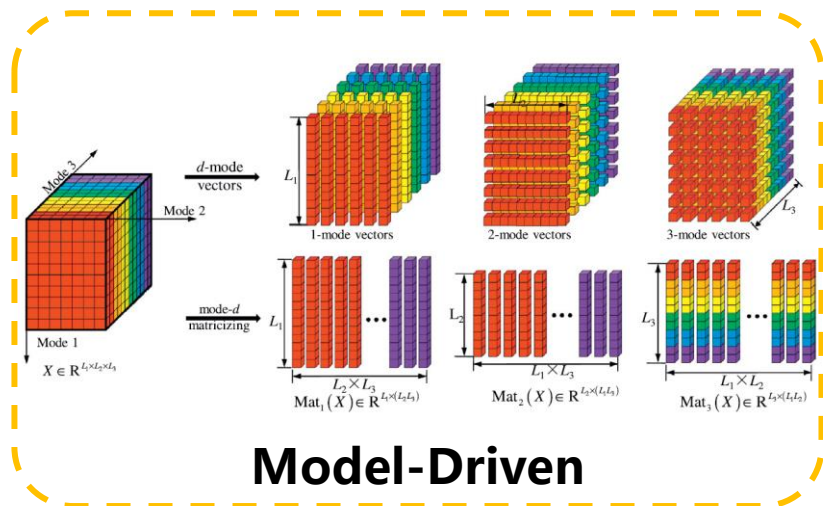 Mode 3
Mode 2
Mode 1
X ∈ R^{L₁×L₂×L₃}
d-mode
vectors
mode-d
matricizing
L₁
1-mode vectors
L₂
2-mode vectors
L₃
3-mode vectors
L₁
L₂×L₃
Mat₁(X)∈R^{L₁×(L₂L₃)}
L₂
L₁×L₃
Mat₂(X)∈R^{L₂×(L₁L₃)}
L₃
L₁×L₂
Mat₃(X)∈R^{L₃×(L₁L₂)}
Model-Driven